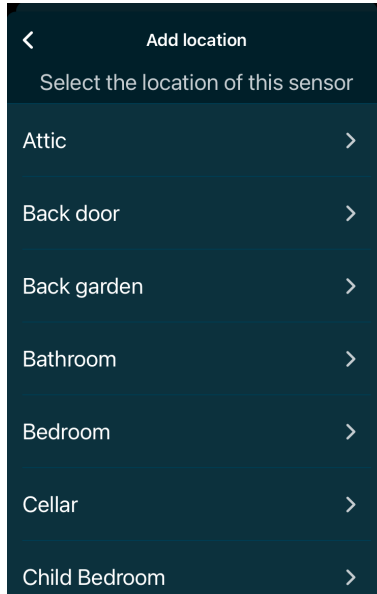 Add location
Select the location of this sensor
Attic
Back door
Back garden
Bathroom
Bedroom
Cellar
Child Bedroom